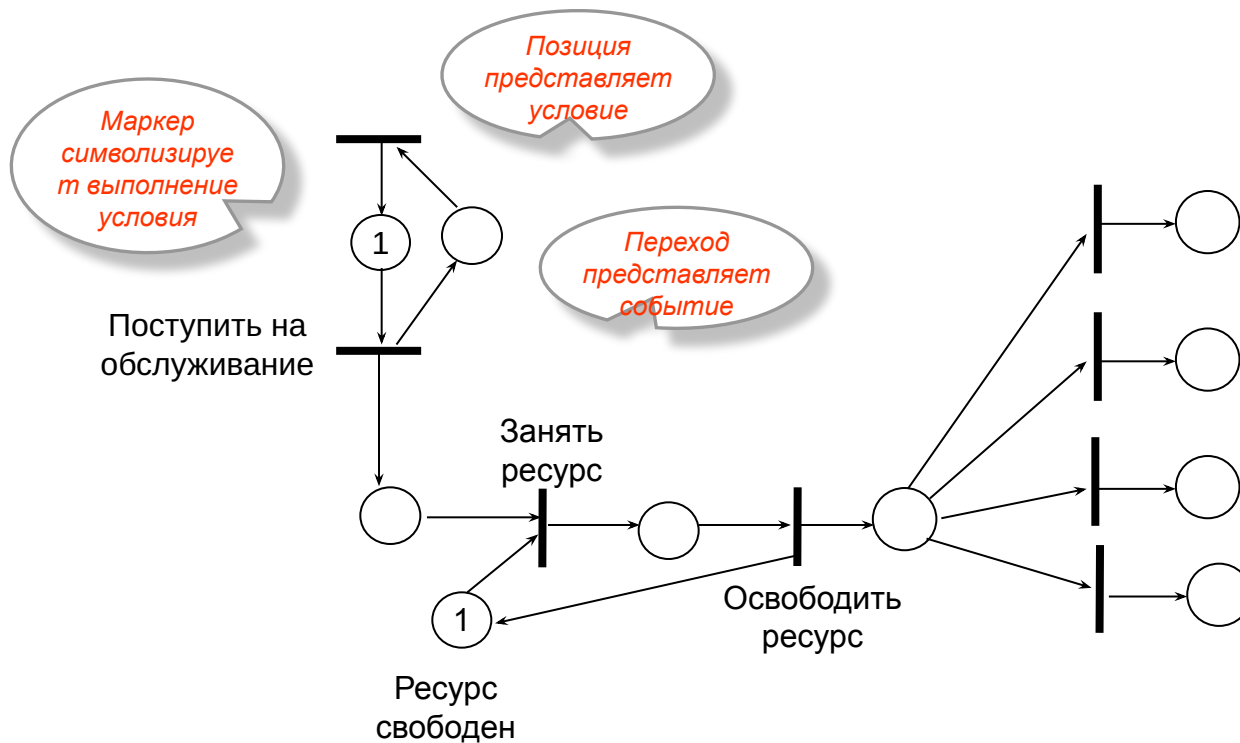 Позиция
представляет
условие
Маркер
символизируе
т выполнение
условия
1
Переход
представляет
событие
Поступить на
обслуживание
Занять
ресурс
Освободить
ресурс
1
Ресурс
свободен